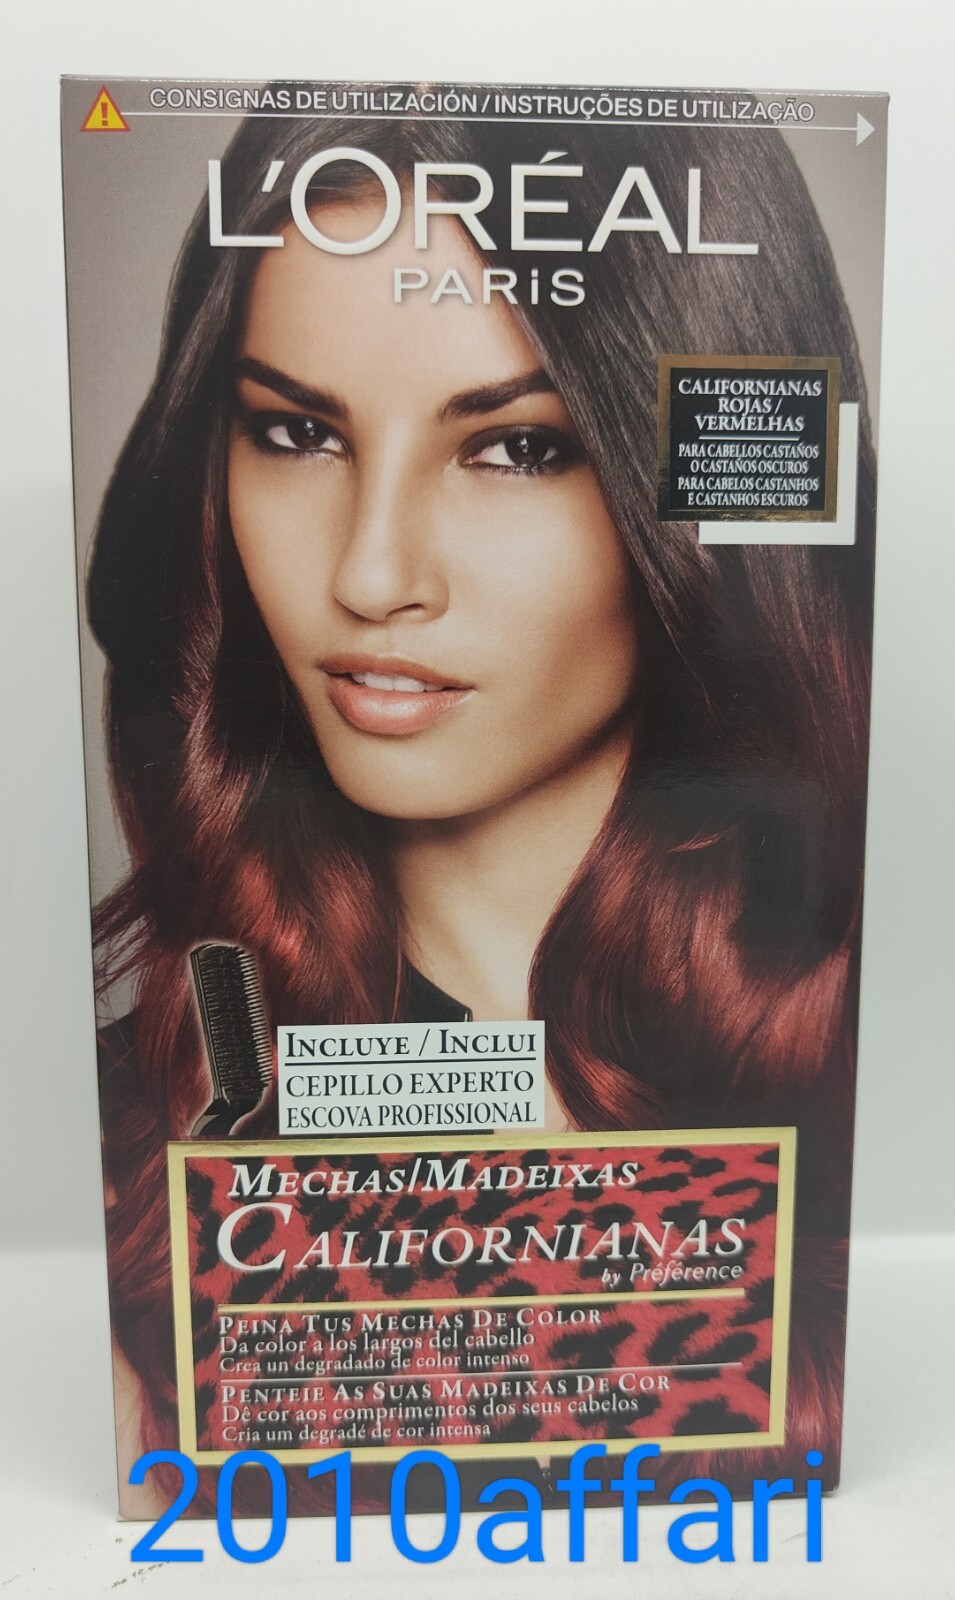 CONSIGNAS DE UTILIZACIÓN / INSTRUÇÕES DE UTILIZAÇÃO
L'ORÉAL
PARiS
CALIFORNIANAS
ROJAS /
VERMELHAS
PARA CABELLOS CASTAÑOS
O CASTAÑOS OSCUROS
PARA CABELOS CASTANHOS
E CASTANHOS ESCUROS
INCLUYE / INCLUI
CEPILLO EXPERTO
ESCOVA PROFISSIONAL
MECHAS/MADEIXAS
CALIFORNIANAS
by Préférence
PEINA TUS MECHAS DE COLOR
Da color a los largos del cabello
Crea un degradado de color intenso
PENTEIE AS SUAS MADEIXAS DE COR
Dê cor aos comprimentos dos seus cabelos
Cria um degradé de cor intensa
2010affari